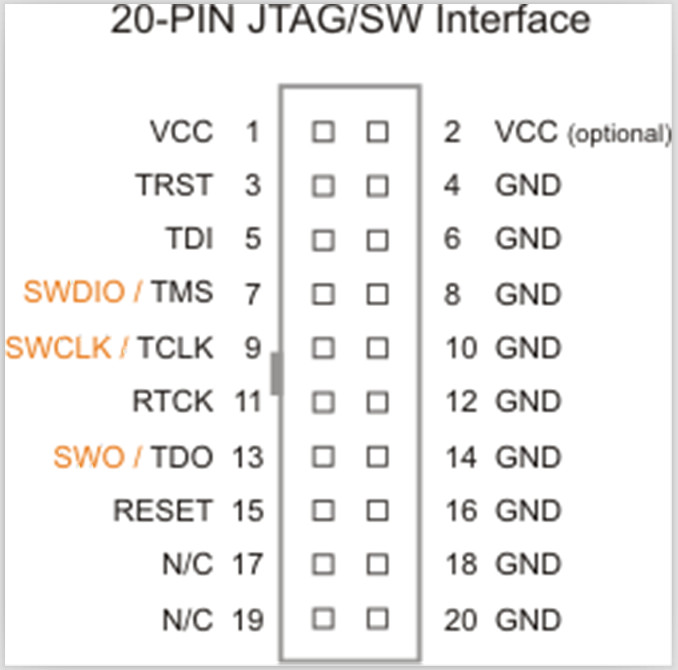 20-PIN JTAG/SW Interface
VCC 1 2 VCC (optional)
TRST 3 4 GND
TDI 5 6 GND
SWDIO / TMS 7 8 GND
SWCLK / TCLK 9 10 GND
RTCK 11 12 GND
SWO / TDO 13 14 GND
RESET 15 16 GND
N/C 17 18 GND
N/C 19 20 GND